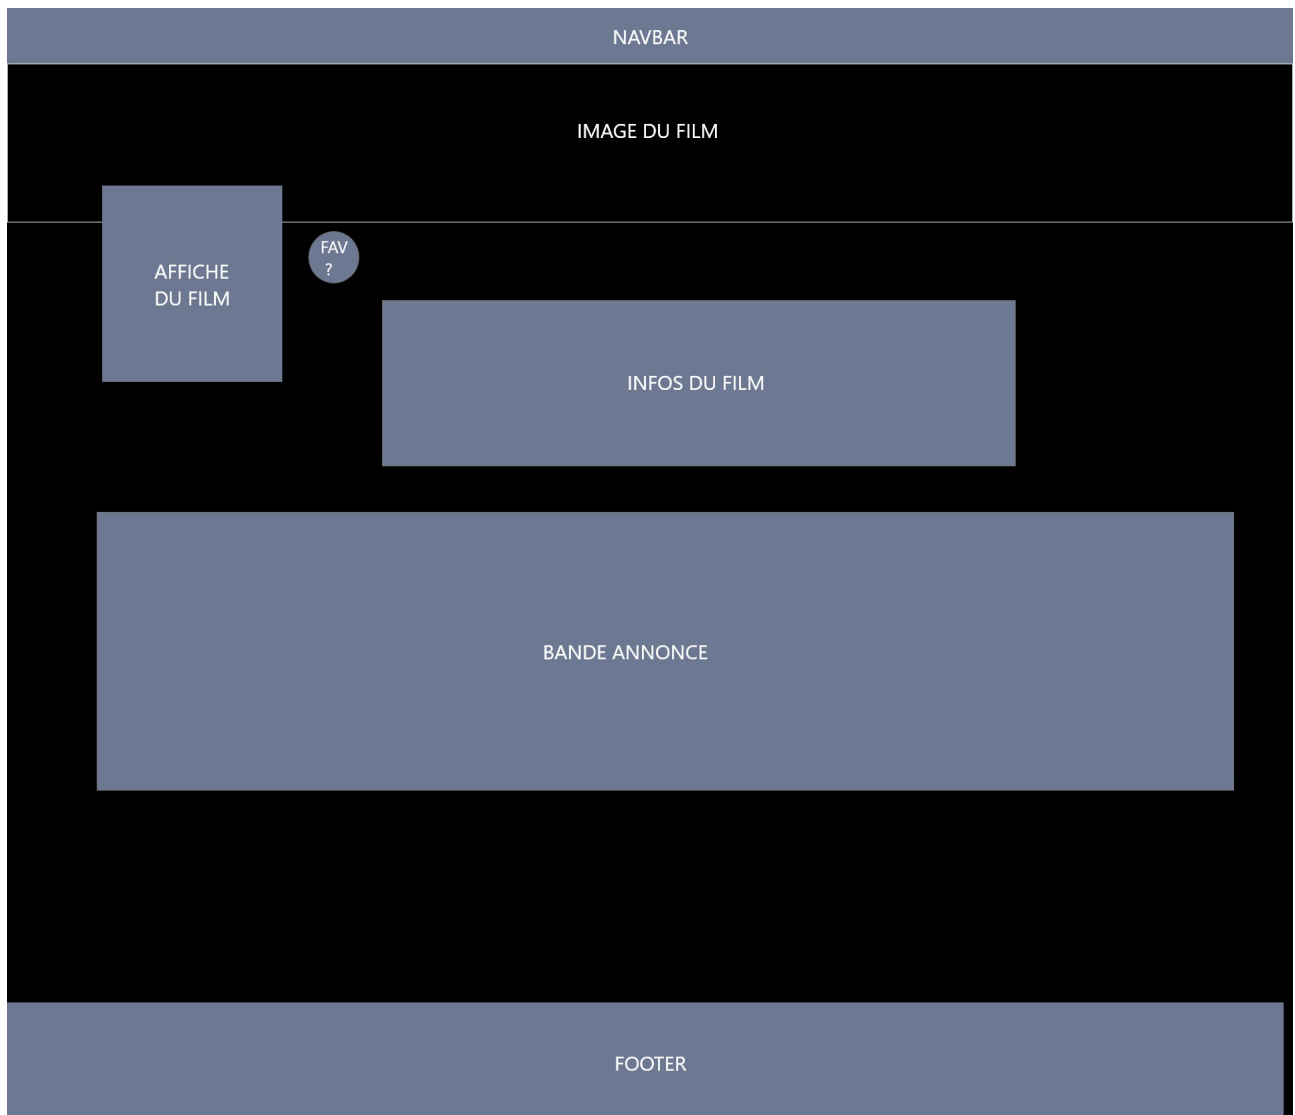 NAVBAR
IMAGE DU FILM
AFFICHE
DU FILM
FAV
?
INFOS DU FILM
BANDE ANNONCE
FOOTER